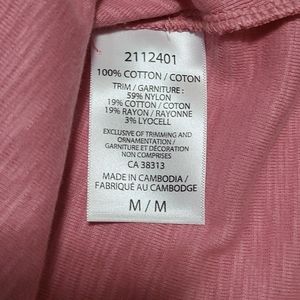 2112401
100% COTTON / COTON
TRIM / GARNITURE :
59% NYLON
19% COTTON / COTON
19% RAYON / RAYONNE
3% LYOCELL
EXCLUSIVE OF TRIMMING AND
ORNAMENTATION /
GARNITURE ET DÉCORATION
NON COMPRISES
CA 38313
MADE IN CAMBODIA /
FABRIQUÉ AU CAMBODGE
M / M